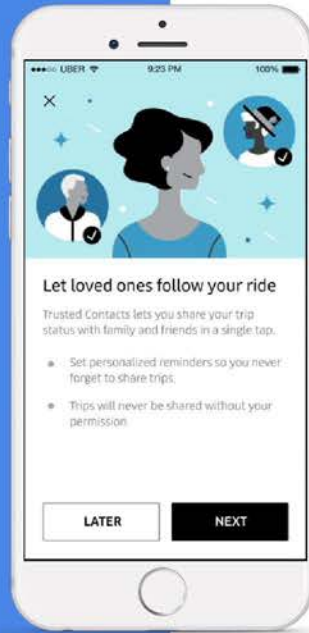 UBER 9:23 PM 100%
Let loved ones follow your ride
Trusted Contacts lets you share your trip
status with family and friends in a single tap.
Set personalized reminders so you never
forget to share trips.
Trips will never be shared without your
permission
LATER NEXT